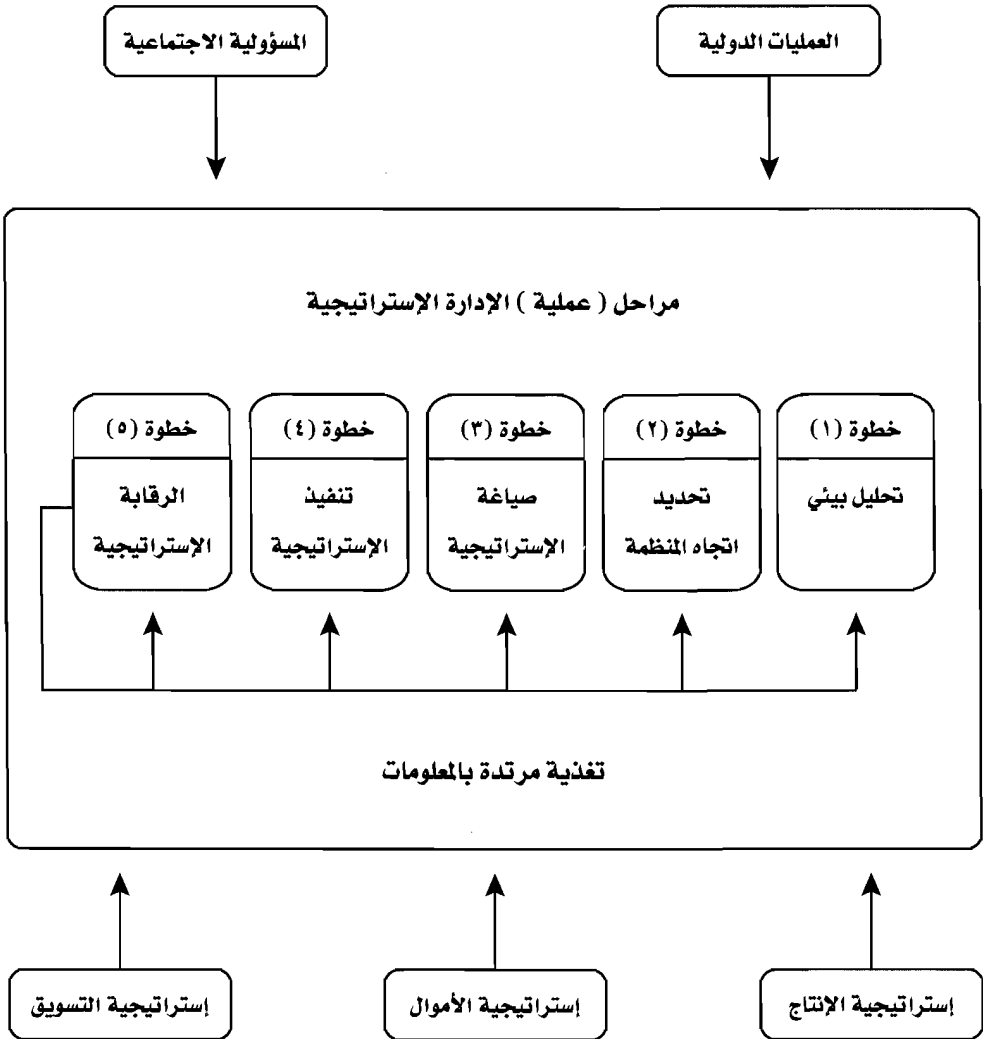 العمليات الدولية
المسؤولية الاجتماعية
مراحل ( عملية ) الإدارة الإستراتيجية
خطوة (١)
تحليل بيئي
خطوة (٢)
تحديد
اتجاه المنظمة
خطوة (٣)
صياغة
الإستراتيجية
خطوة (٤)
تنفيذ
الإستراتيجية
خطوة (٥)
الرقابة
الإستراتيجية
تغذية مرتدة بالمعلومات
إستراتيجية الإنتاج
إستراتيجية الأموال
إستراتيجية التسويق